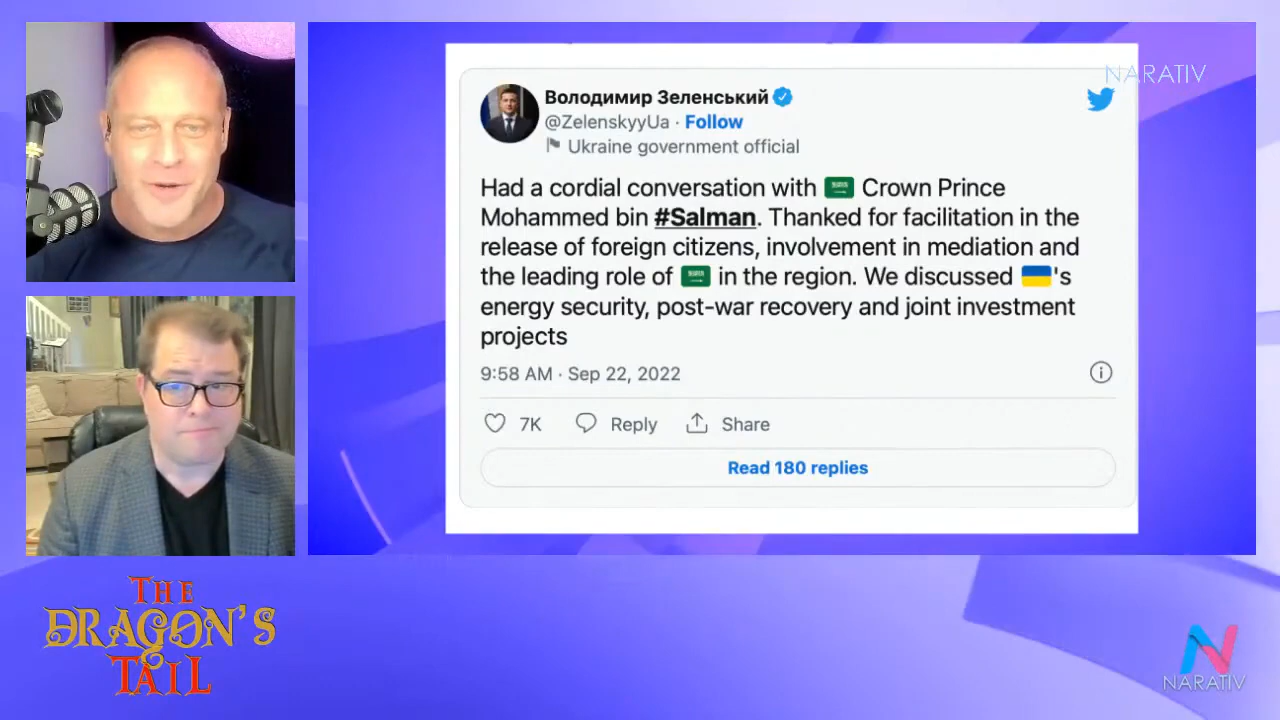 NARATIV
Володимир Зеленський
@ZelenskyyUa · Follow
Ukraine government official
Had a cordial conversation with 🇸🇦 Crown Prince
Mohammed bin #Salman. Thanked for facilitation in the
release of foreign citizens, involvement in mediation and
the leading role of 🇸🇦 in the region. We discussed 🇺🇦's
energy security, post-war recovery and joint investment
projects
9:58 AM · Sep 22, 2022
7K Reply Share
Read 180 replies
THE
DRAGON'S
TAIL
NARATIV